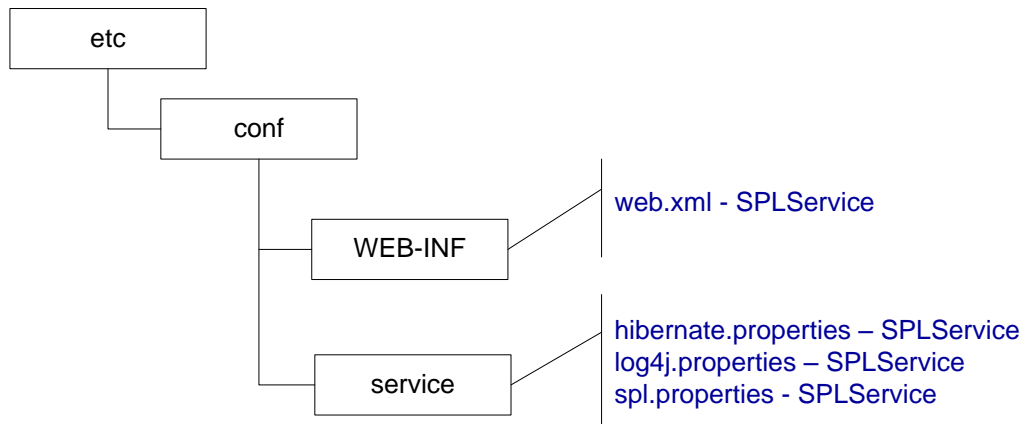 etc
conf
WEB-INF
web.xml - SPLService
service
hibernate.properties – SPLService
log4j.properties – SPLService
spl.properties - SPLService